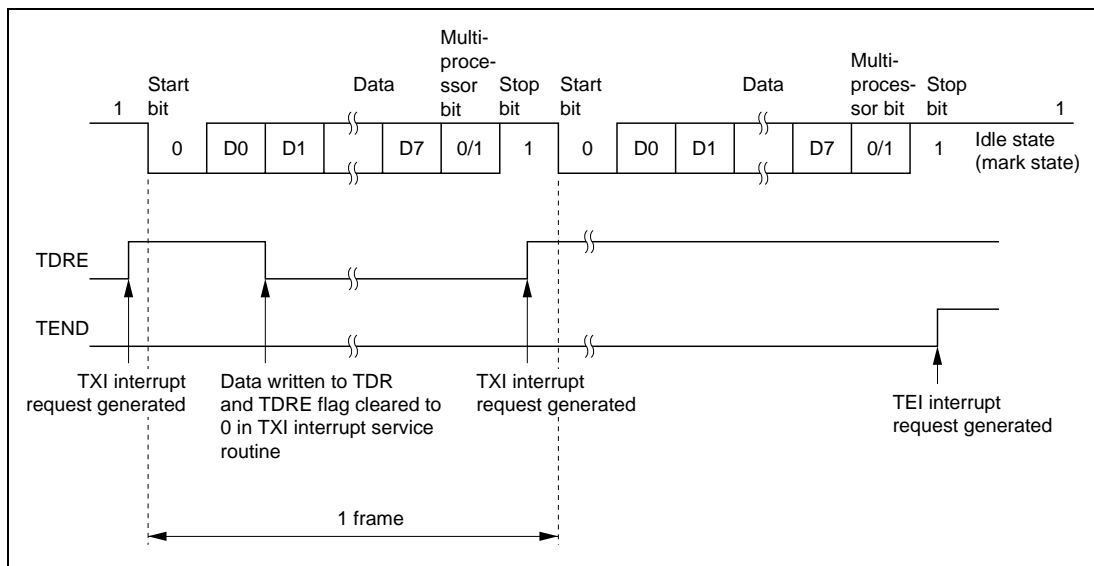 1
Start
bit
Data
Multi-
proce-
ssor
bit
Stop
bit
Start
bit
Data
Multi-
proces-
sor bit
Stop
bit
1
0
D0
D1
D7
0/1
1
0
D0
D1
D7
0/1
1
Idle state
(mark state)
TDRE
TEND
TXI interrupt
request generated
Data written to TDR
and TDRE flag cleared to
0 in TXI interrupt service
routine
TXI interrupt
request generated
TEI interrupt
request generated
1 frame